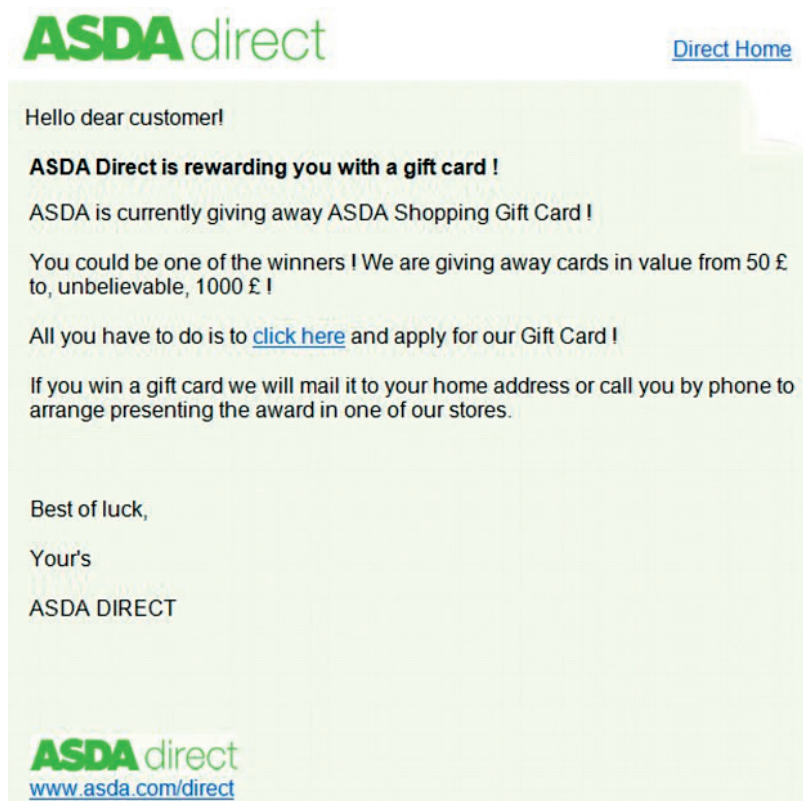 ASDA direct
Direct Home
Hello dear customer!
ASDA Direct is rewarding you with a gift card !
ASDA is currently giving away ASDA Shopping Gift Card !
You could be one of the winners ! We are giving away cards in value from 50 £
to, unbelievable, 1000 £ !
All you have to do is to click here and apply for our Gift Card !
If you win a gift card we will mail it to your home address or call you by phone to
arrange presenting the award in one of our stores.
Best of luck,
Your's
ASDA DIRECT
ASDA direct
www.asda.com/direct